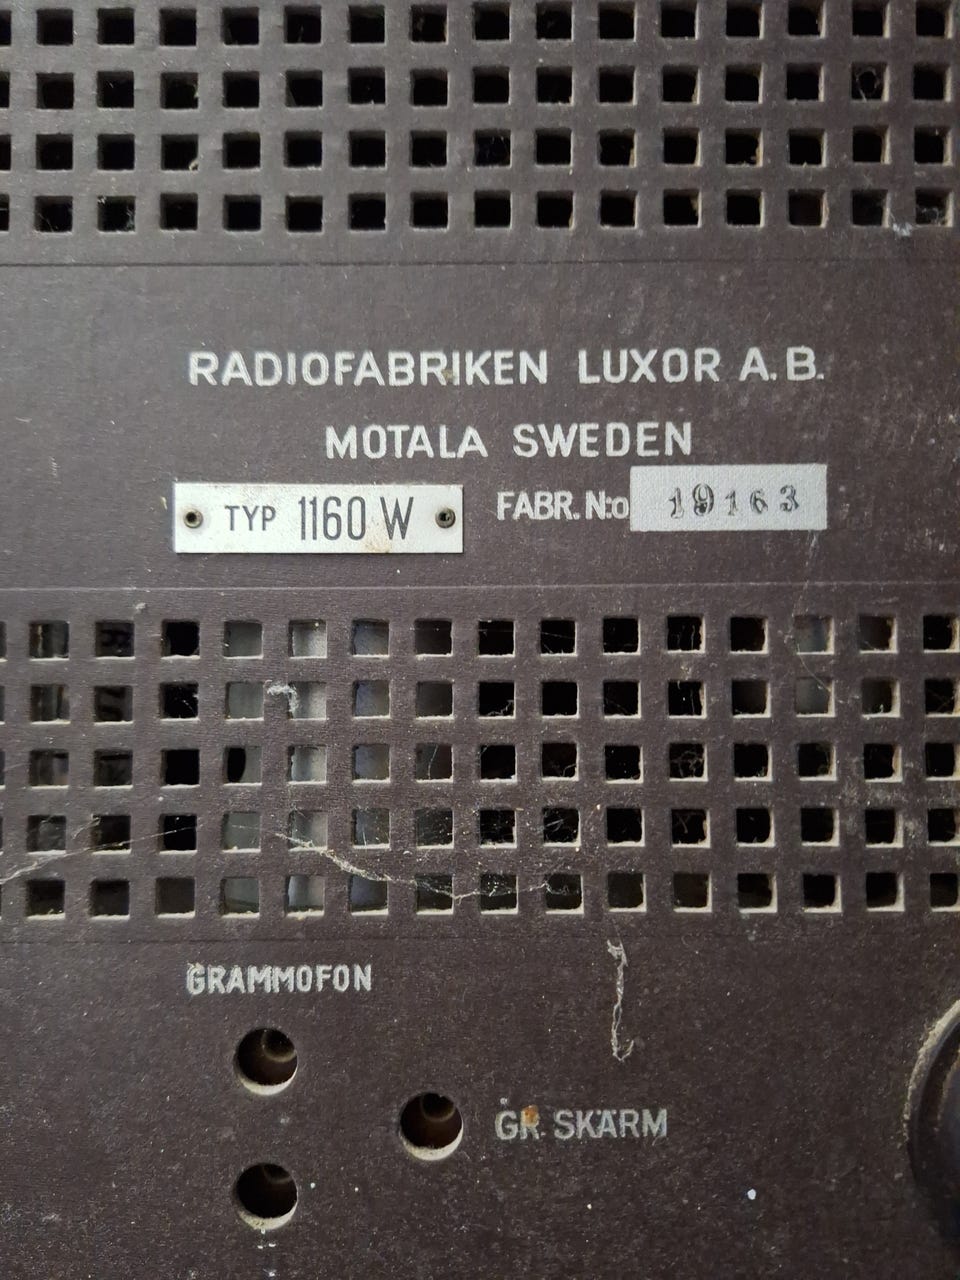 RADIOFABRIKEN LUXOR A.B.
MOTALA SWEDEN
TYP 1160 W
FABR. N:o 19163
GRAMMOFON
GR. SKÄRM